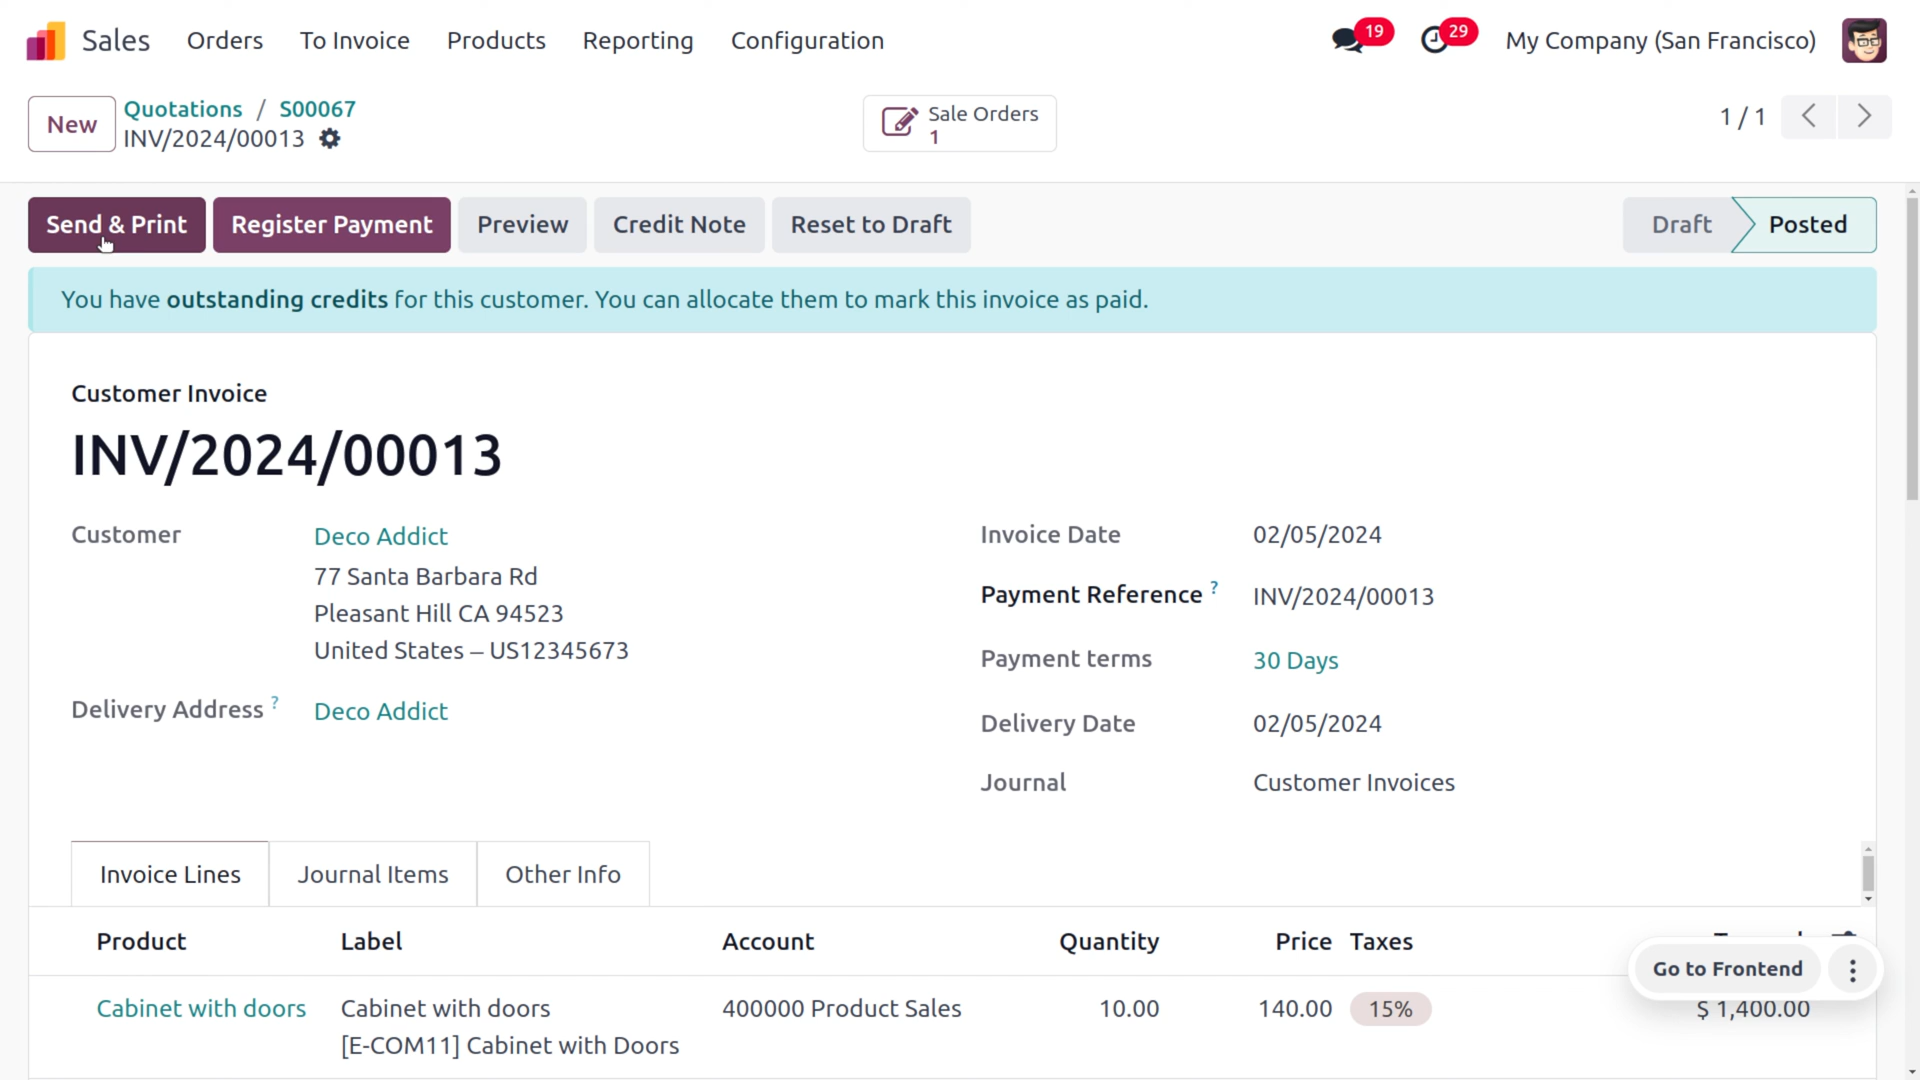 Sales Orders To Invoice Products Reporting Configuration 19 29 My Company (San Francisco)
New Quotations / S00067
INV/2024/00013
Sale Orders
1
1 / 1
Send & Print Register Payment Preview Credit Note Reset to Draft Draft Posted
You have outstanding credits for this customer. You can allocate them to mark this invoice as paid.
Customer Invoice
INV/2024/00013
Customer Deco Addict
77 Santa Barbara Rd
Pleasant Hill CA 94523
United States – US12345673
Delivery Address ? Deco Addict
Invoice Date 02/05/2024
Payment Reference ? INV/2024/00013
Payment terms 30 Days
Delivery Date 02/05/2024
Journal Customer Invoices
Invoice Lines Journal Items Other Info
Product Label Account Quantity Price Taxes
Go to Frontend
Cabinet with doors Cabinet with doors 400000 Product Sales 10.00 140.00 15% $ 1,400.00
[E-COM11] Cabinet with Doors